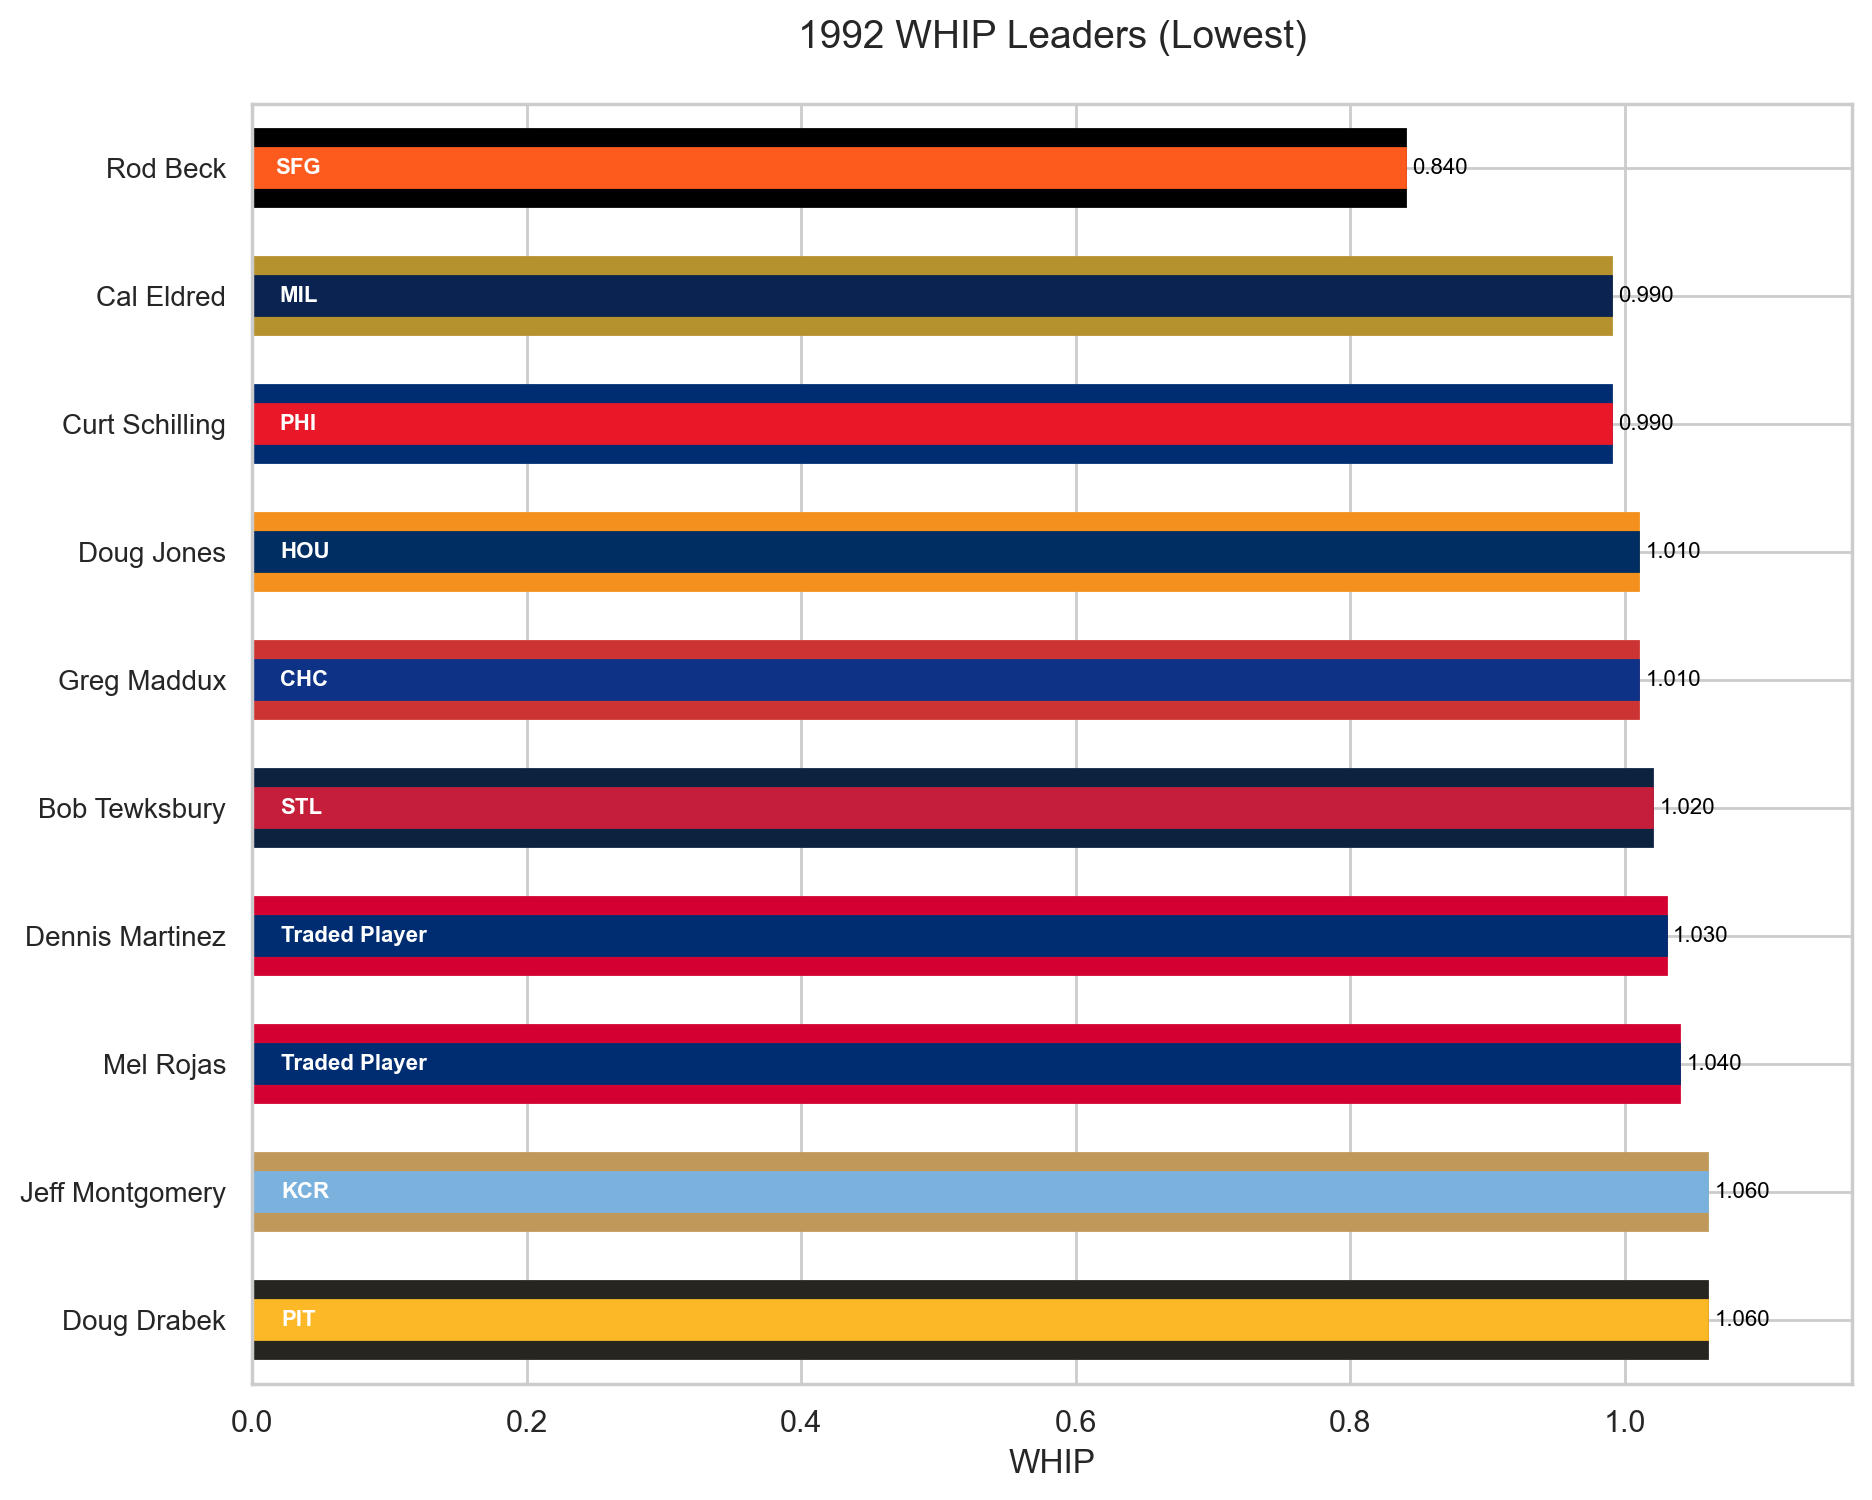 1992 WHIP Leaders (Lowest)
Rod Beck SFG 0.840
Cal Eldred MIL 0.990
Curt Schilling PHI 0.990
Doug Jones HOU 1.010
Greg Maddux CHC 1.010
Bob Tewksbury STL 1.020
Dennis Martinez Traded Player 1.030
Mel Rojas Traded Player 1.040
Jeff Montgomery KCR 1.060
Doug Drabek PIT 1.060
0.0 0.2 0.4 0.6 0.8 1.0
WHIP